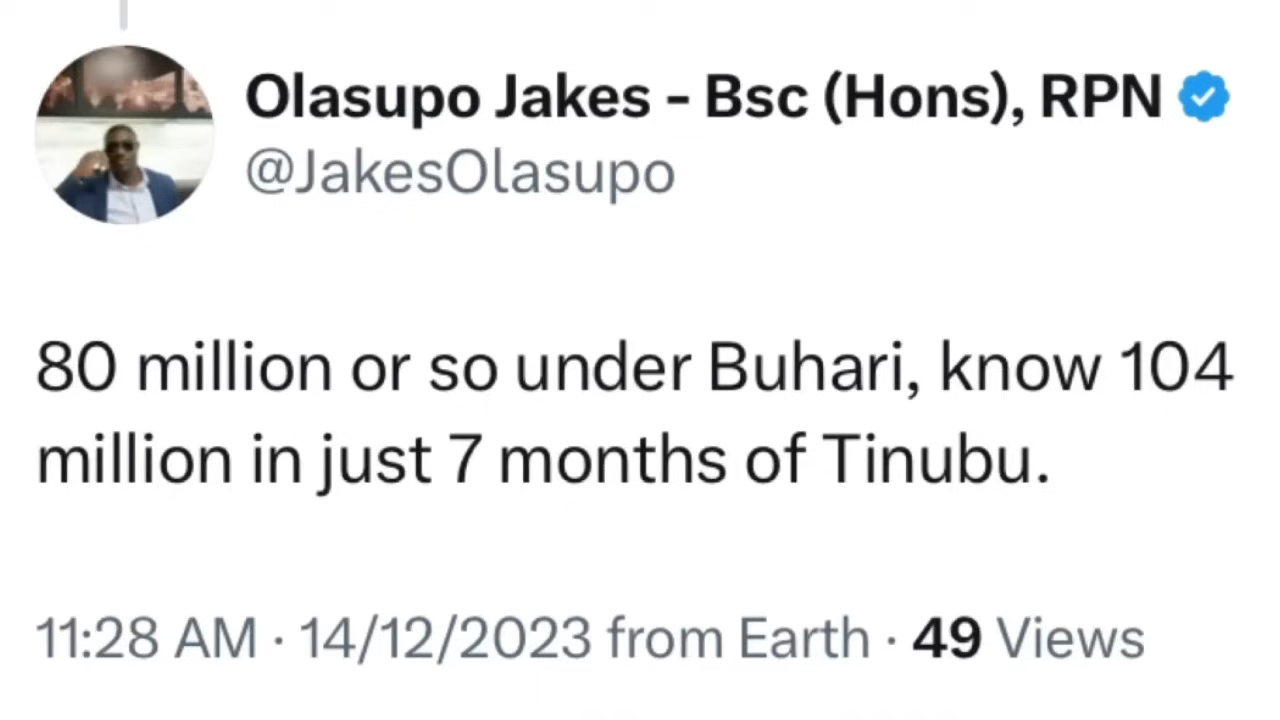 Olasupo Jakes - Bsc (Hons), RPN
@JakesOlasupo
80 million or so under Buhari, know 104
million in just 7 months of Tinubu.
11:28 AM · 14/12/2023 from Earth · 49 Views